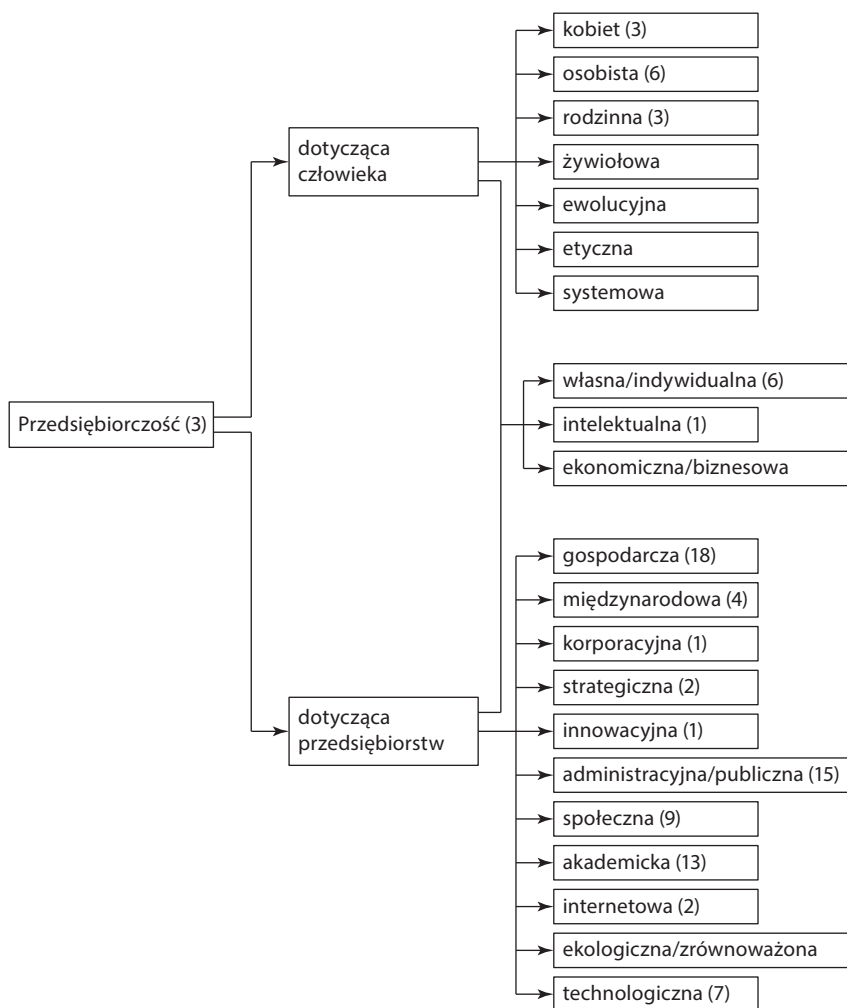 kobiet (3)
osobista (6)
rodzinna (3)
dotycząca
człowieka
żywiołowa
ewolucyjna
etyczna
systemowa
własna/indywidualna (6)
Przedsiębiorczość (3)
intelektualna (1)
ekonomiczna/biznesowa
gospodarcza (18)
międzynarodowa (4)
korporacyjna (1)
strategiczna (2)
dotycząca
przedsiębiorstw
innowacyjna (1)
administracyjna/publiczna (15)
społeczna (9)
akademicka (13)
internetowa (2)
ekologiczna/zrównoważona
technologiczna (7)